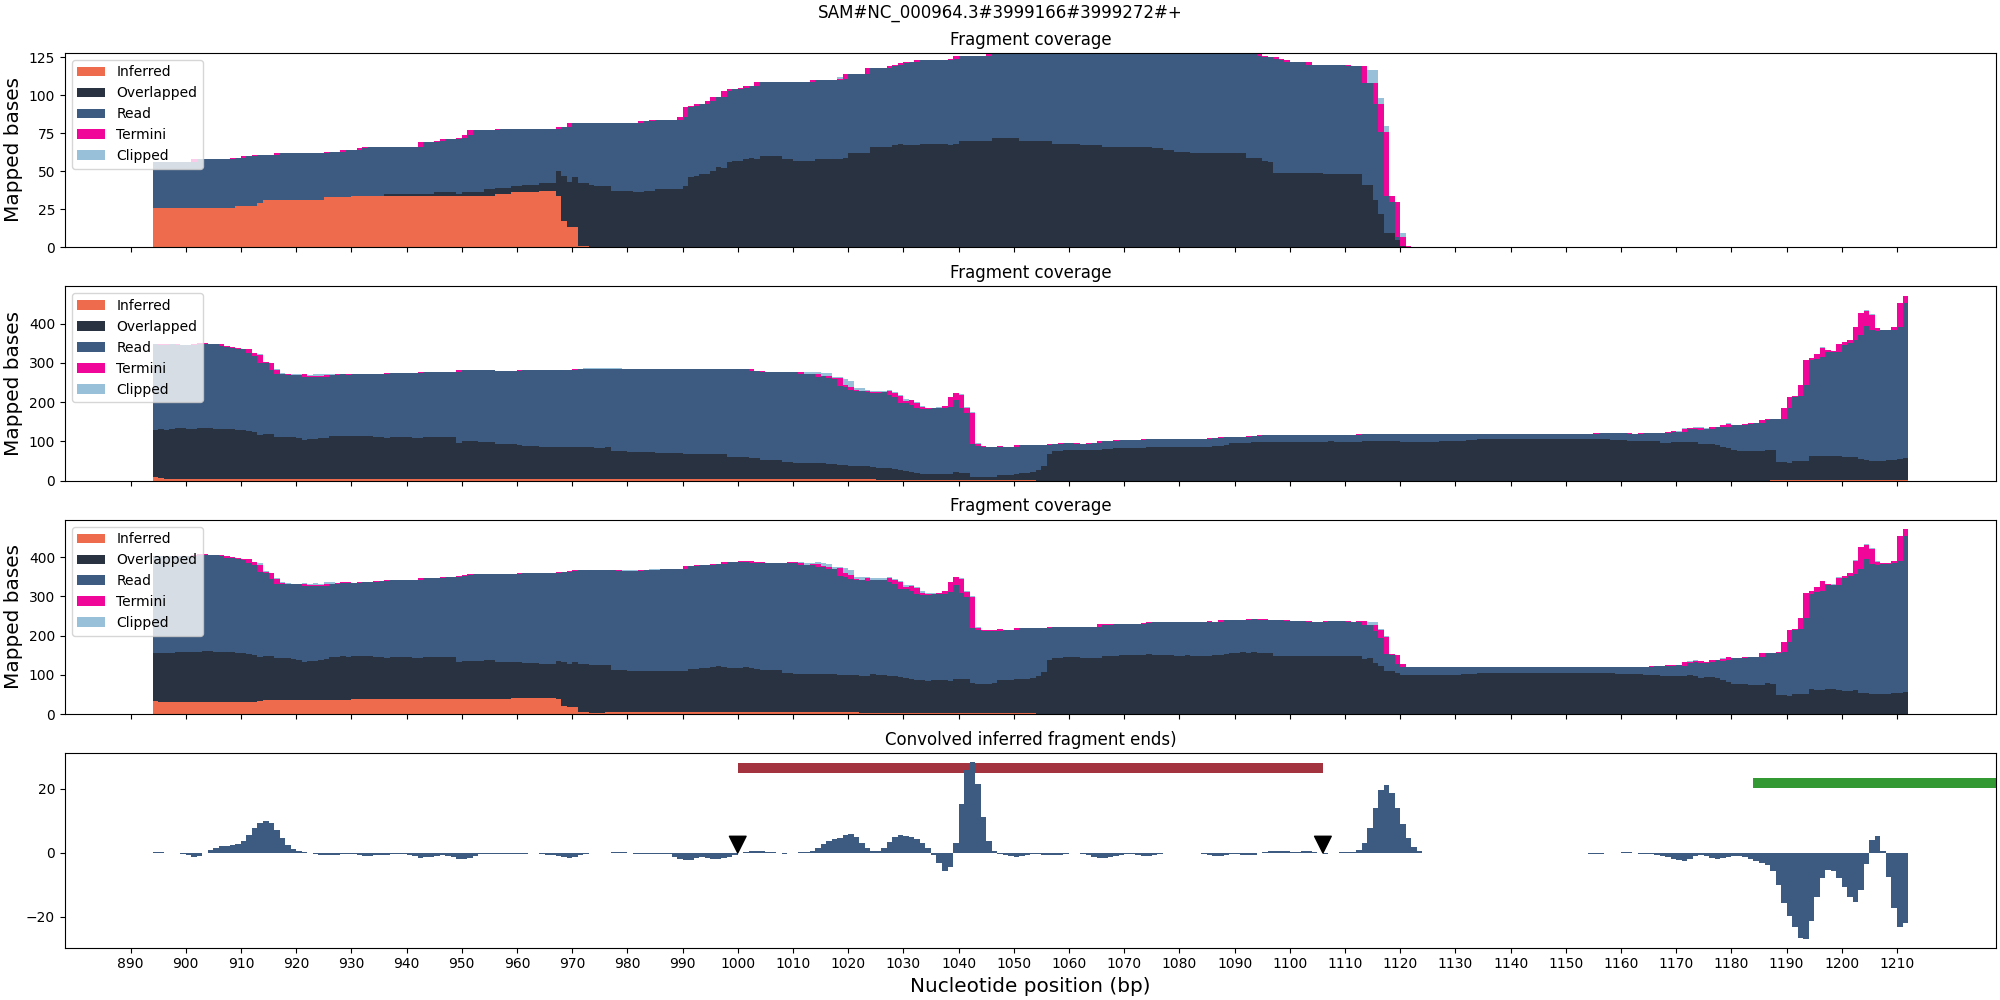 SAM#NC_000964.3#3999166#3999272#+
Fragment coverage
Mapped bases
125
100
75
50
25
0
Inferred
Overlapped
Read
Termini
Clipped
Fragment coverage
Mapped bases
400
300
200
100
0
Inferred
Overlapped
Read
Termini
Clipped
Fragment coverage
Mapped bases
400
300
200
100
0
Inferred
Overlapped
Read
Termini
Clipped
Convolved inferred fragment ends)
20
0
−20
890 900 910 920 930 940 950 960 970 980 990 1000 1010 1020 1030 1040 1050 1060 1070 1080 1090 1100 1110 1120 1130 1140 1150 1160 1170 1180 1190 1200 1210
Nucleotide position (bp)